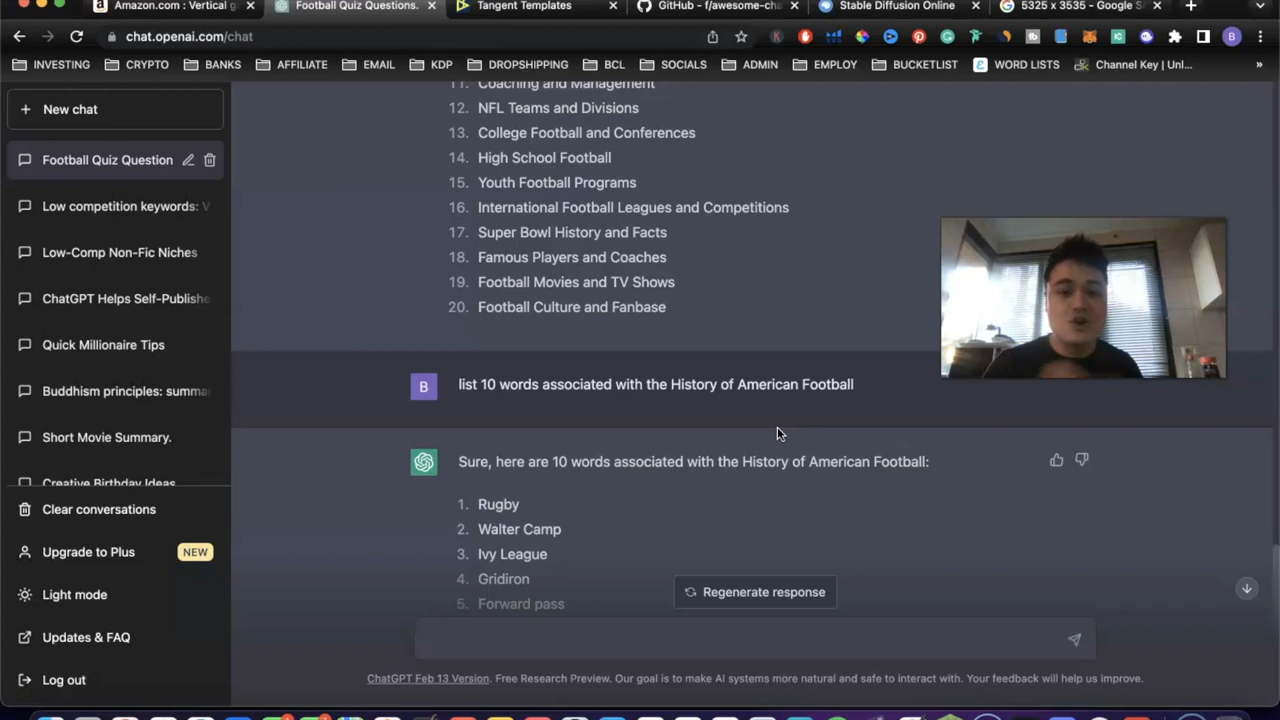 Amazon.com : Vertical g
Football Quiz Questions.
Tangent Templates
GitHub - f/awesome-cha
Stable Diffusion Online
5325 x 3535 - Google S
chat.openai.com/chat
INVESTING CRYPTO BANKS AFFILIATE EMAIL KDP DROPSHIPPING BCL SOCIALS ADMIN EMPLOY BUCKETLIST WORD LISTS Channel Key | Unl... »
New chat
Football Quiz Question
Low competition keywords: V
Low-Comp Non-Fic Niches
ChatGPT Helps Self-Publishe
Quick Millionaire Tips
Buddhism principles: summa
Short Movie Summary.
Creative Birthday Ideas
Clear conversations
Upgrade to Plus NEW
Light mode
Updates & FAQ
Log out
11. Coaching and Management
12. NFL Teams and Divisions
13. College Football and Conferences
14. High School Football
15. Youth Football Programs
16. International Football Leagues and Competitions
17. Super Bowl History and Facts
18. Famous Players and Coaches
19. Football Movies and TV Shows
20. Football Culture and Fanbase
B list 10 words associated with the History of American Football
Sure, here are 10 words associated with the History of American Football:
1. Rugby
2. Walter Camp
3. Ivy League
4. Gridiron
5. Forward pass
Regenerate response
ChatGPT Feb 13 Version. Free Research Preview. Our goal is to make AI systems more natural and safe to interact with. Your feedback will help us improve.